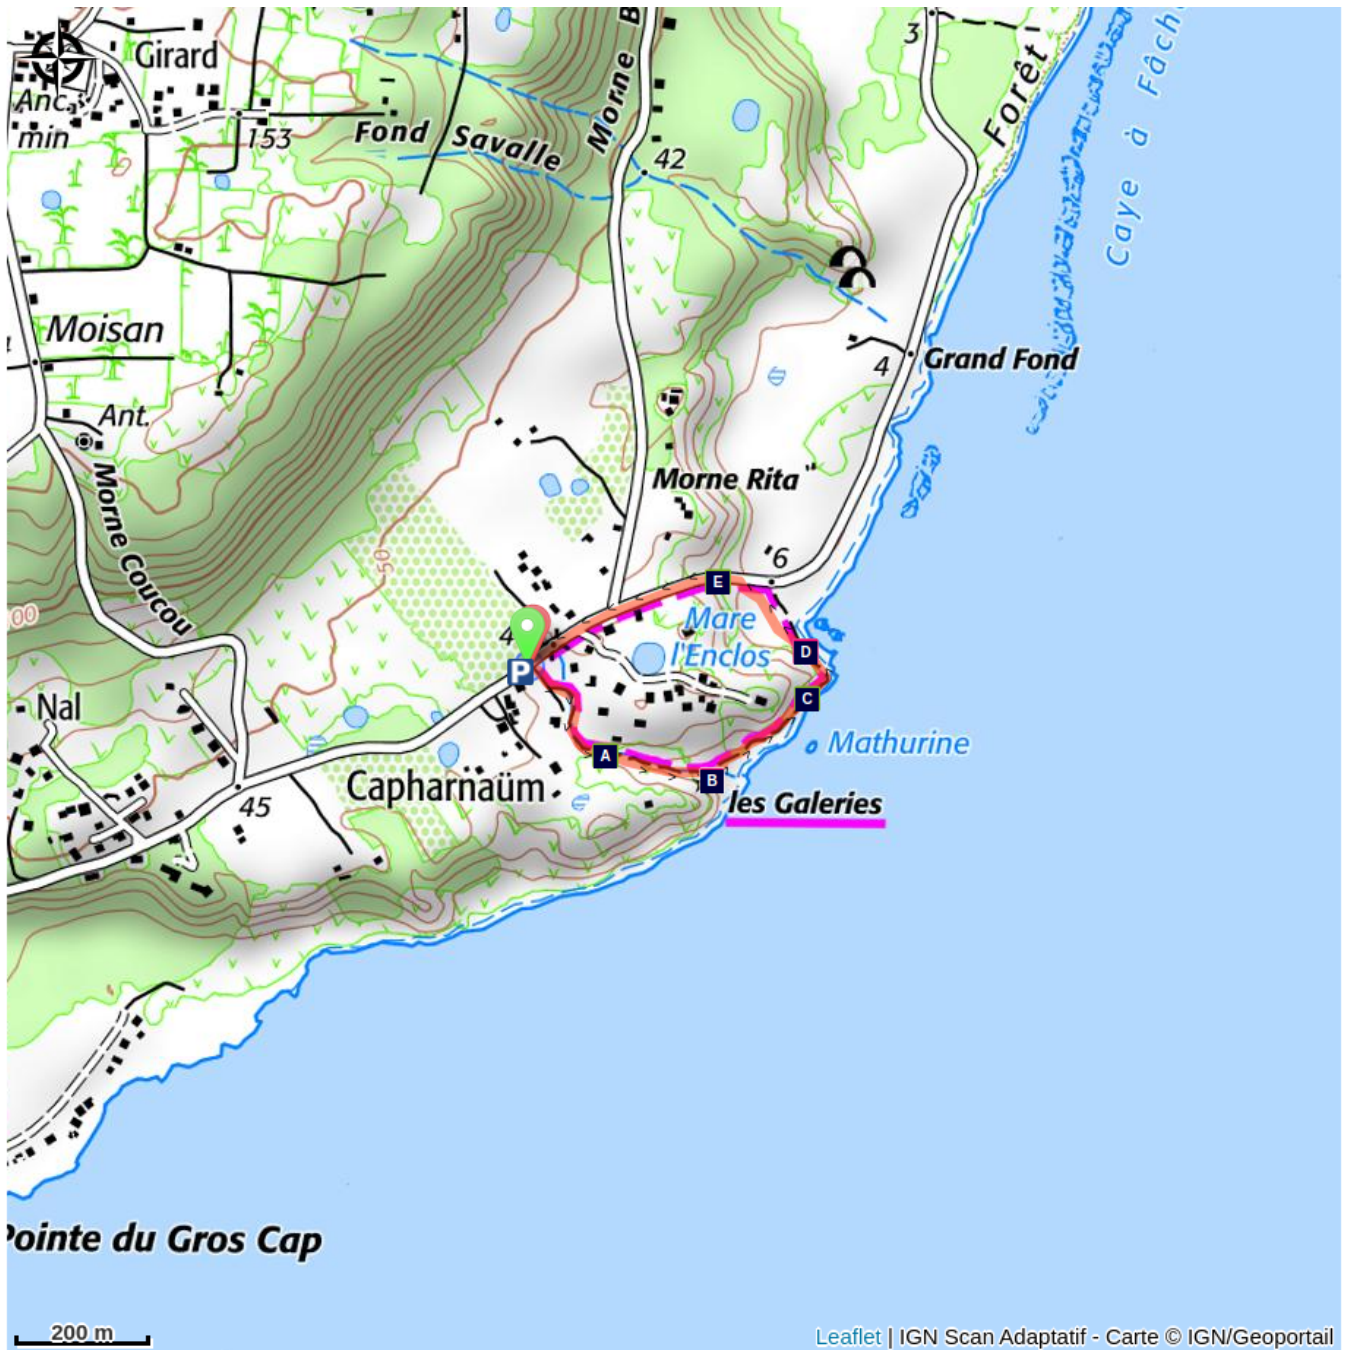 Girard
Anc.
min
153
Fond Savalle
Morne B
42
3
Forêt
Caye à Fâch
Moisan
Ant.
Morne Coucou
Grand Fond
4
Morne Rita
50
6
00
4
P
E
Mare
l'Enclos
D
C
Nal
A
B
Mathurine
Capharnaüm
les Galeries
45
Pointe du Gros Cap
200 m
Leaflet | IGN Scan Adaptatif - Carte © IGN/Geoportail